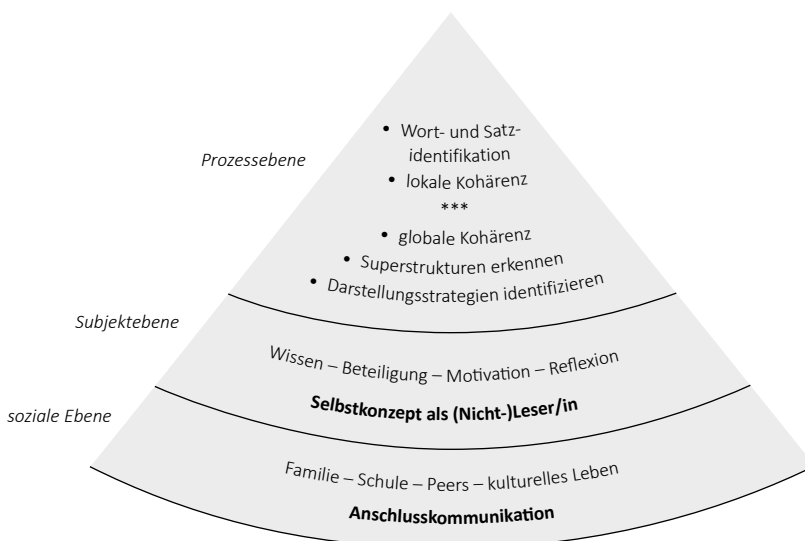 • Wort- und Satz-
identifikation
Prozessebene
• lokale Kohärenz
***
• globale Kohärenz
• Superstrukturen erkennen
• Darstellungsstrategien identifizieren
Subjektebene
Wissen – Beteiligung – Motivation – Reflexion
Selbstkonzept als (Nicht-)Leser/in
soziale Ebene
Familie – Schule – Peers – kulturelles Leben
Anschlusskommunikation